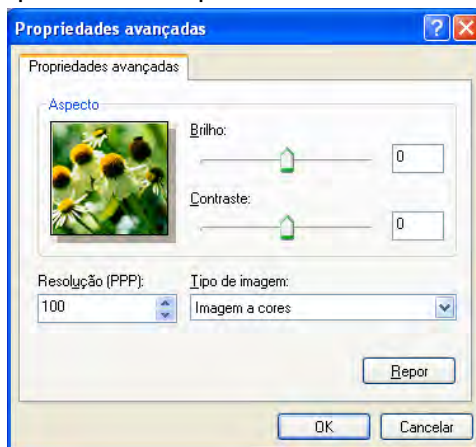 Propriedades avançadas
Propriedades avançadas
Aspecto
Brilho:
0
Contraste:
0
Resolução (PPP): Tipo de imagem:
100 Imagem a cores
Repor
OK Cancelar